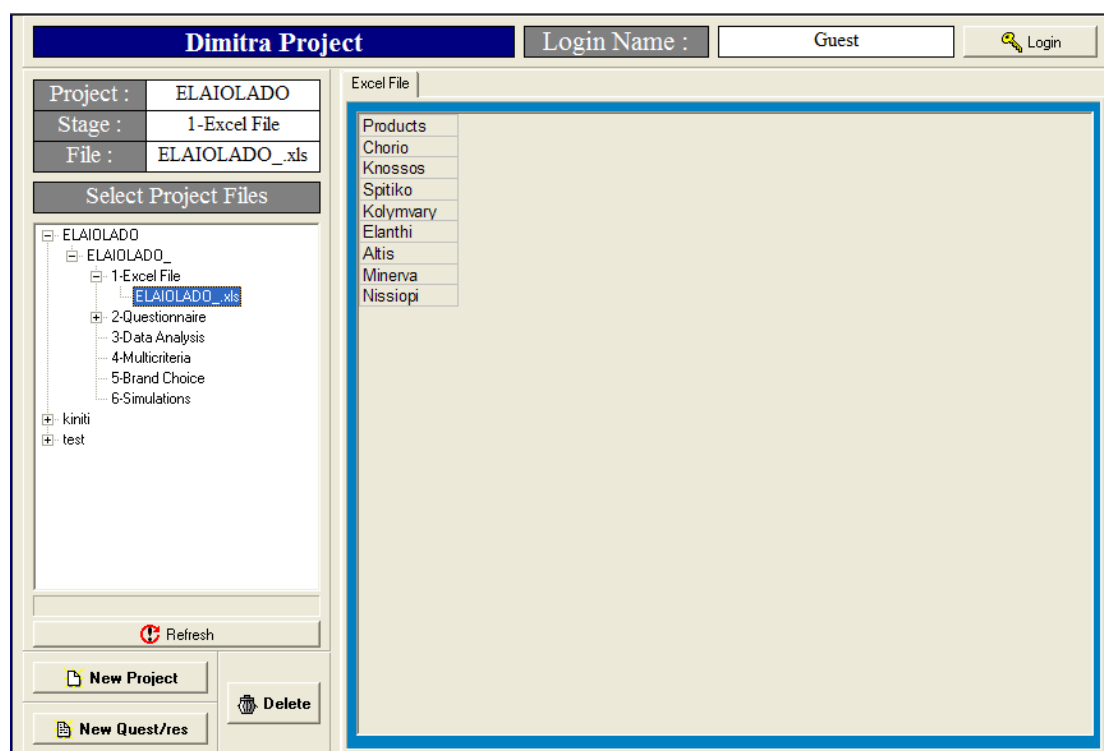 Dimitra Project
Login Name :
Guest
Login
Project :
ELAIOLADO
Stage :
1-Excel File
File :
ELAIOLADO_.xls
Select Project Files
ELAIOLADO
ELAIOLADO_
1-Excel File
ELAIOLADO_.xls
2-Questionnaire
3-Data Analysis
4-Multicriteria
5-Brand Choice
6-Simulations
kiniti
test
Refresh
New Project
Delete
New Quest/res
Excel File
Products
Chorio
Knossos
Spitiko
Kolymvary
Elanthi
Altis
Minerva
Nissiopi